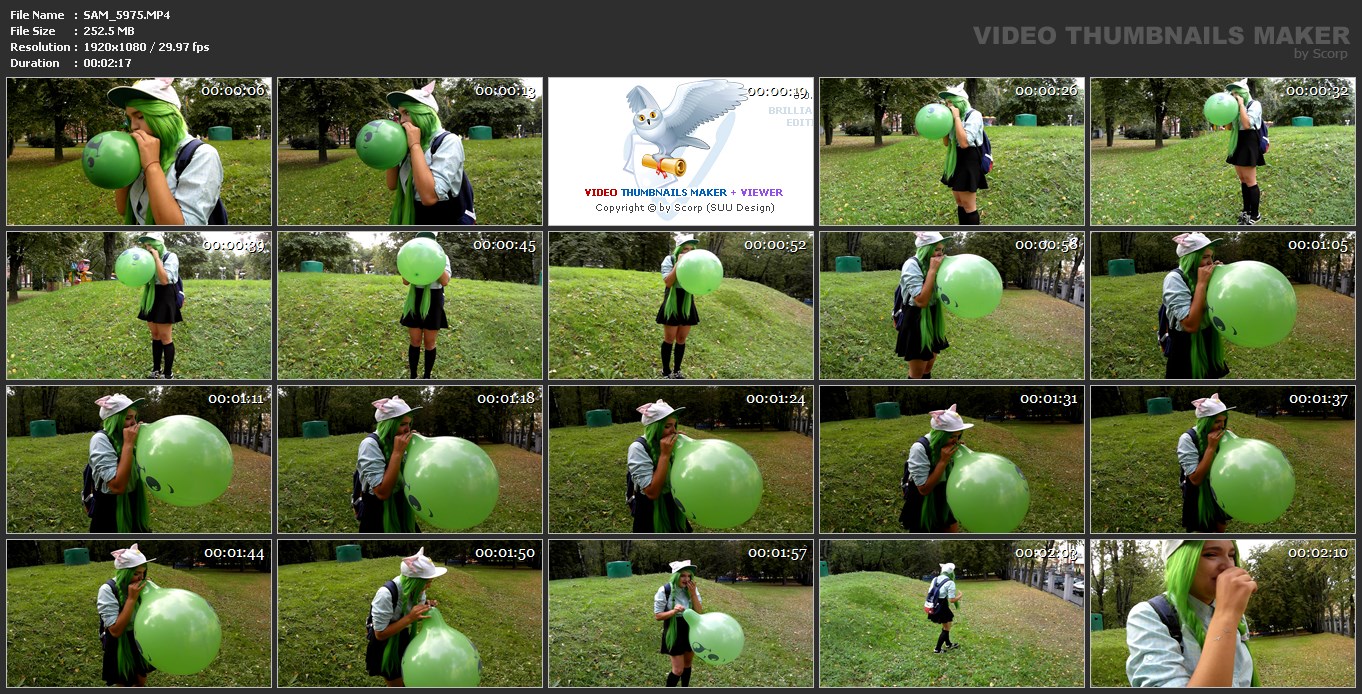 File Name : SAM_5975.MP4
File Size : 252.5 MB
Resolution : 1920x1080 / 29.97 fps
Duration : 00:02:17
VIDEO THUMBNAILS MAKER
by Scorp
00:00:06
00:00:13
00:00:19
BRILLIA
EDIT
VIDEO THUMBNAILS MAKER + VIEWER
Copyright © by Scorp (SUU Design)
00:00:26
00:00:32
00:00:39
00:00:45
00:00:52
00:00:58
00:01:05
00:01:11
00:01:18
00:01:24
00:01:31
00:01:37
00:01:44
00:01:50
00:01:57
00:02:03
00:02:10